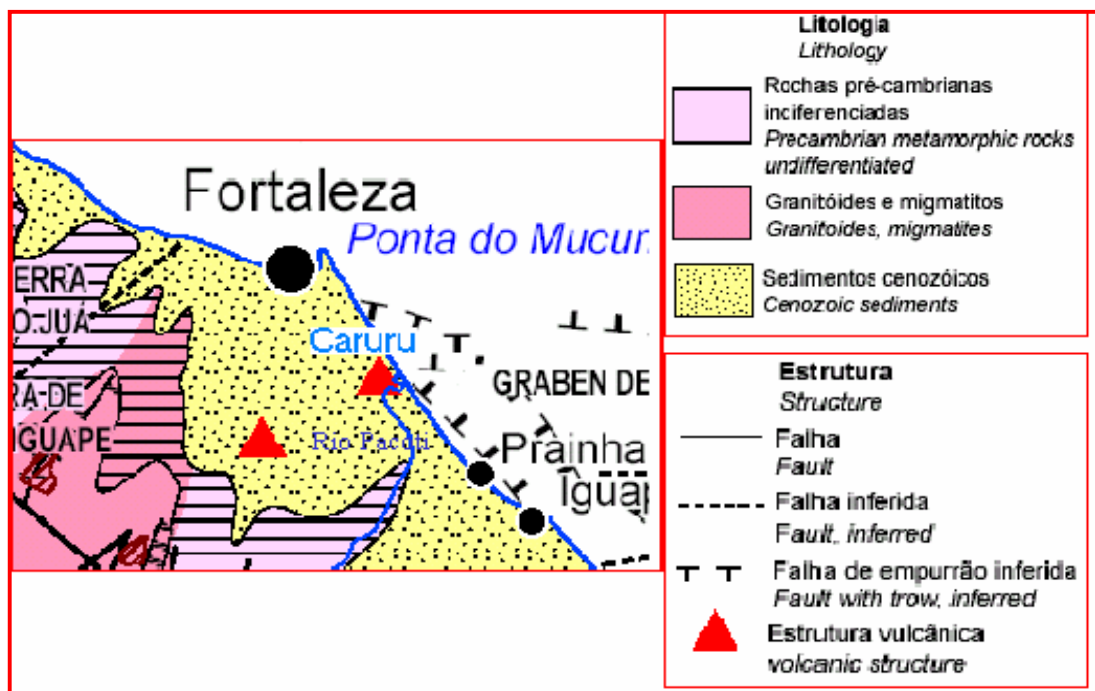 Fortaleza
Ponta do Mucur
ERRA
O JUÁ
Caruru
RA DE
IGUAPE
GRABEN DE
Rio Pacoti
Prainha
Iguap
Litologia
Lithology
Rochas pré-cambrianas
inciferenciadas
Precambrian metamorphic rocks
undifferentiated
Granitóides e migmatitos
Granitoides, migmatites
Sedimentos cenozóicos
Cenozoic sediments
Estrutura
Structure
Falha
Fault
Falha inferida
Fault, inferred
Falha de empurrão inferida
Fault with trow, inferred
Estrutura vulcânica
volcanic structure